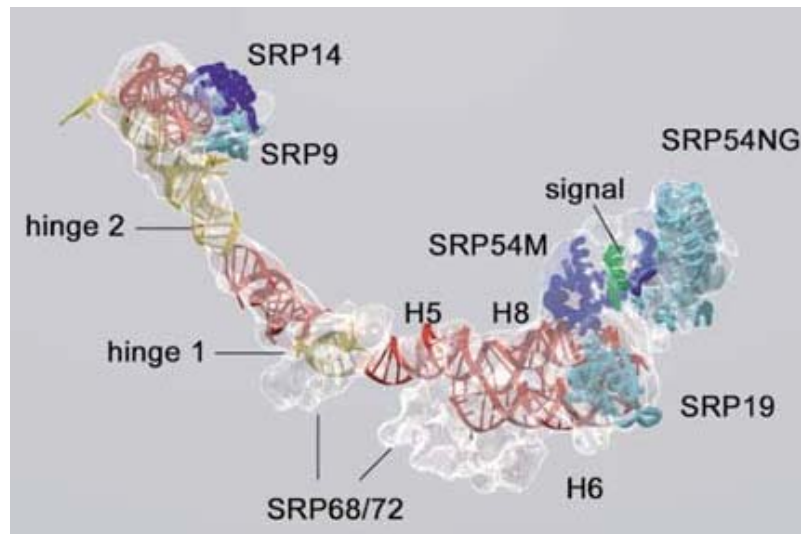 SRP14
SRP9
SRP54NG
signal
hinge 2
SRP54M
H5
H8
hinge 1
SRP19
SRP68/72
H6